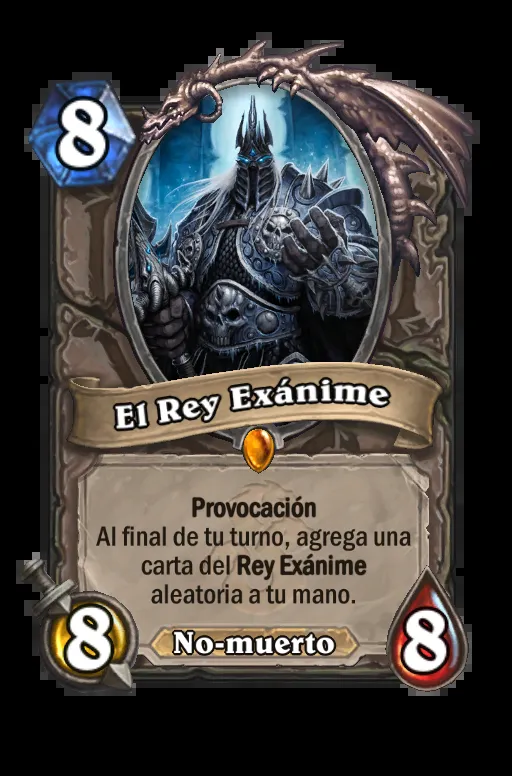 8
El Rey Exánime
Provocación
Al final de tu turno, agrega una
carta del Rey Exánime
aleatoria a tu mano.
8
No-muerto
8